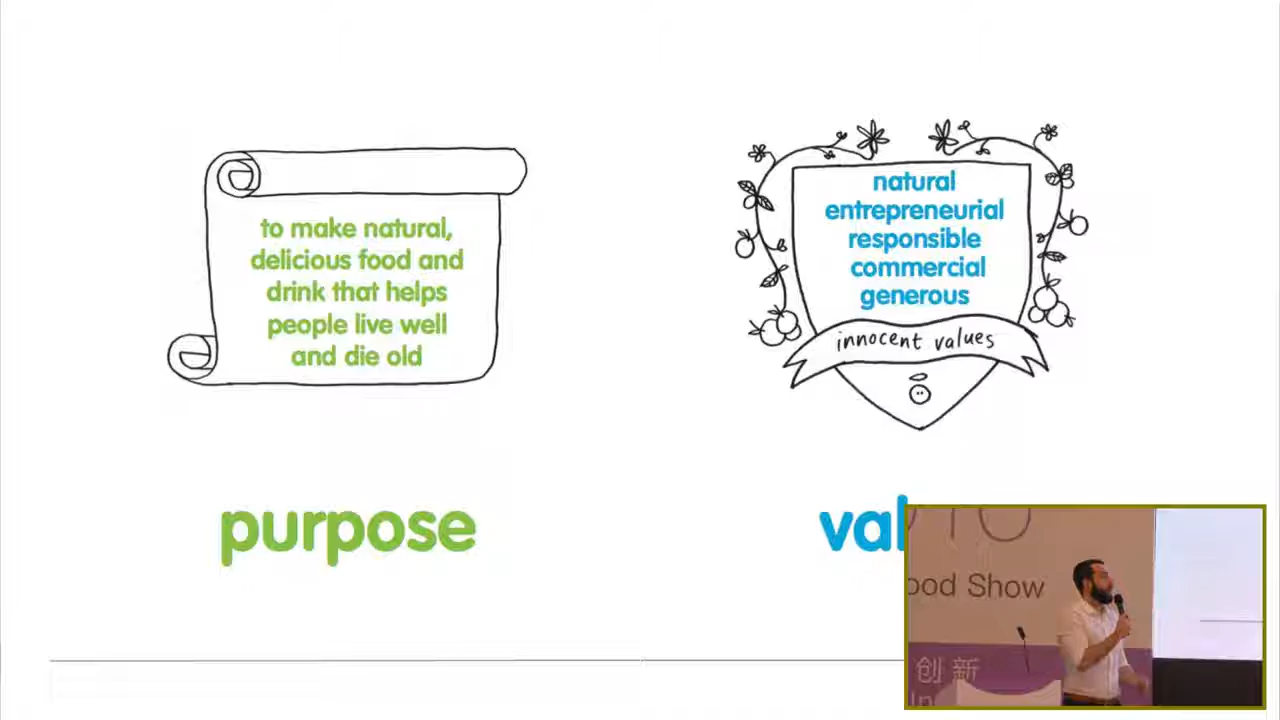 to make natural,
delicious food and
drink that helps
people live well
and die old
natural
entrepreneurial
responsible
commercial
generous
innocent values
purpose
val
ood Show
创新